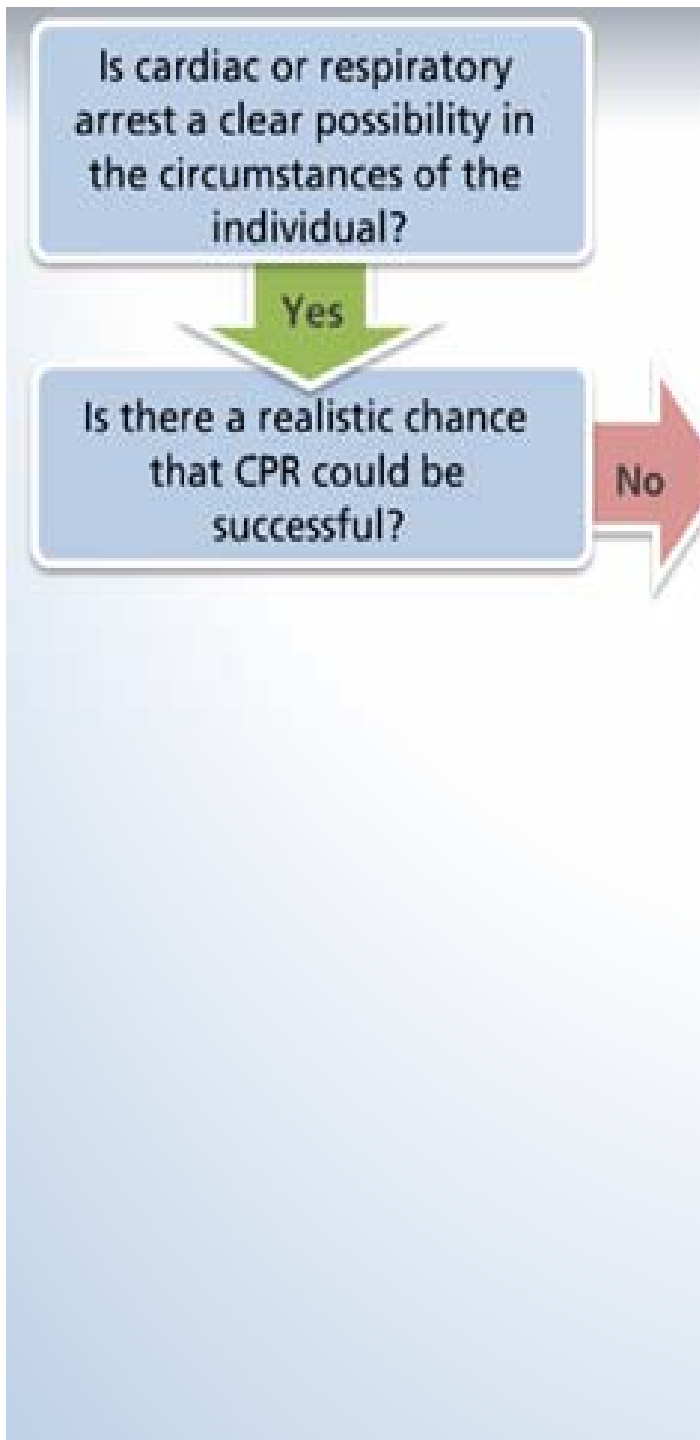 Is cardiac or respiratory
arrest a clear possibility in
the circumstances of the
individual?
Yes
Is there a realistic chance
that CPR could be
successful?
No